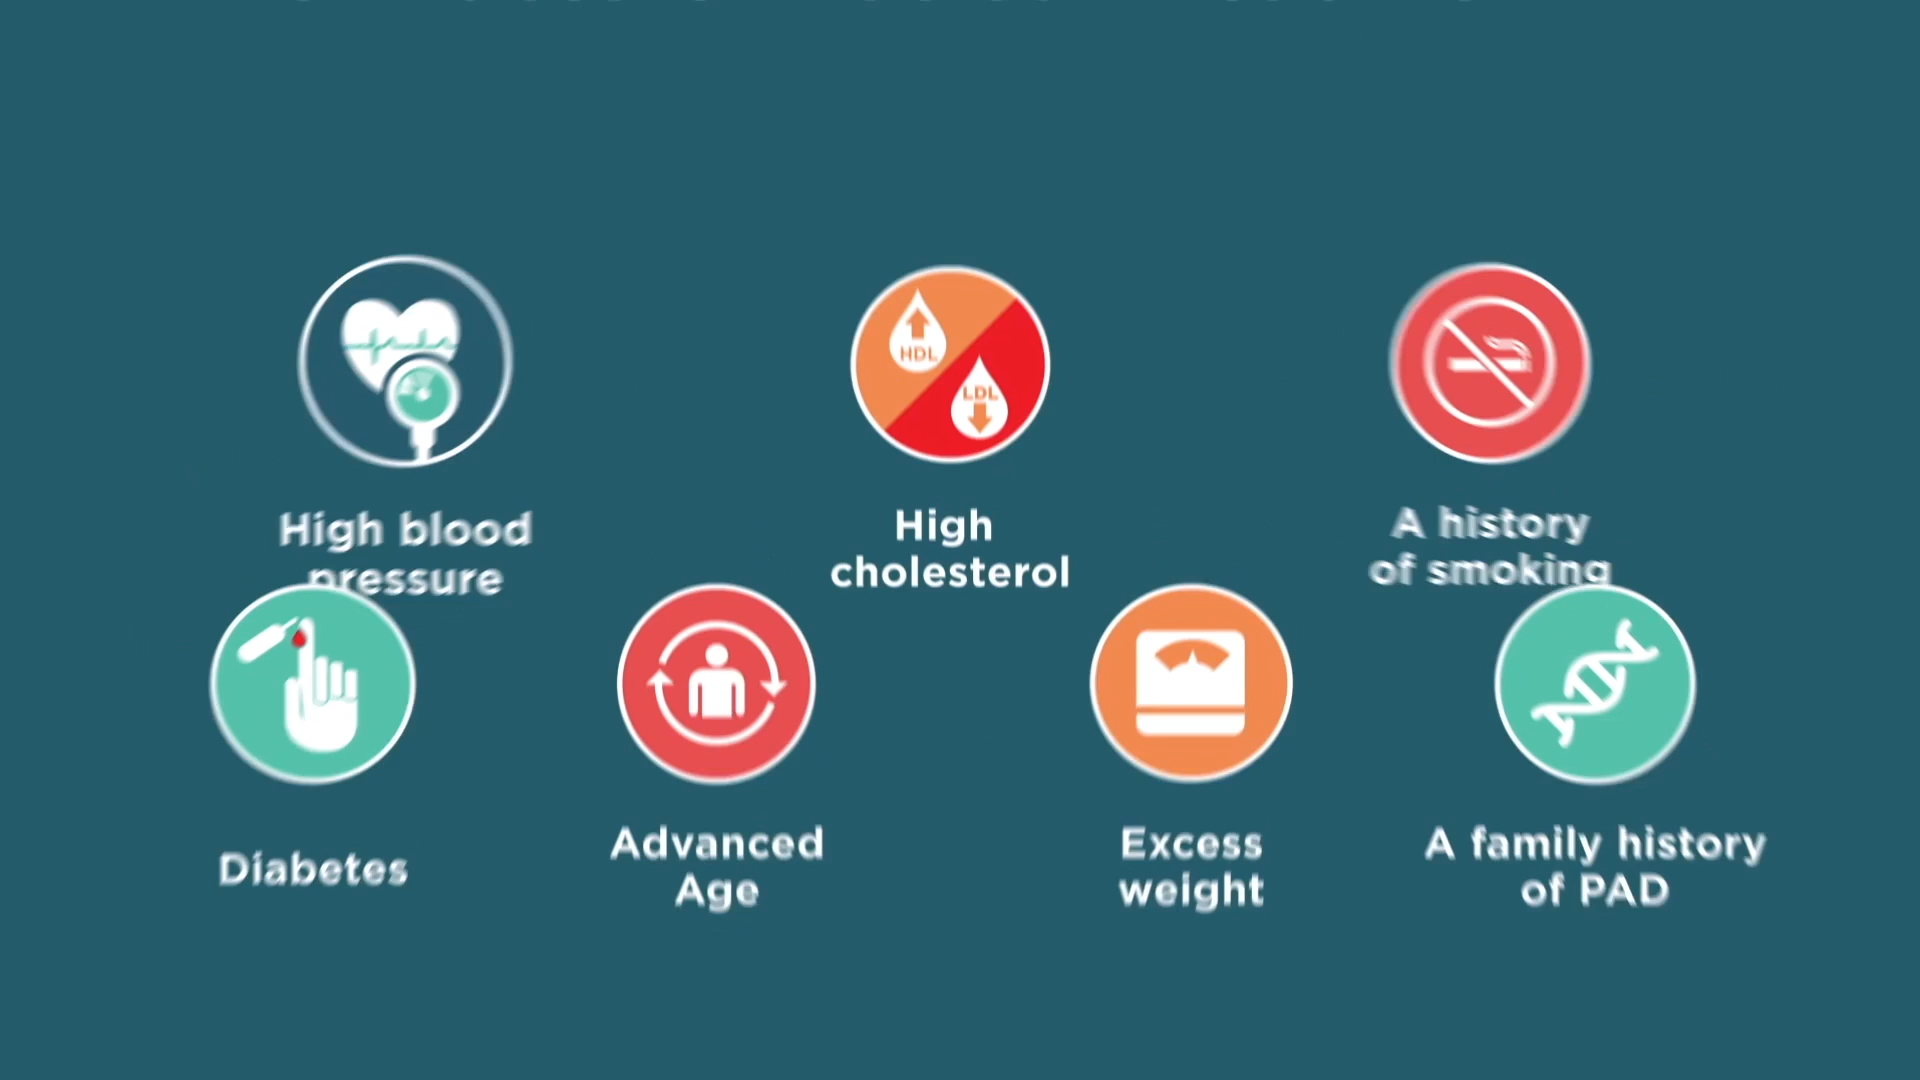 HDL
LDL
High blood
pressure
High
cholesterol
A history
of smoking
Diabetes
Advanced
Age
Excess
weight
A family history
of PAD